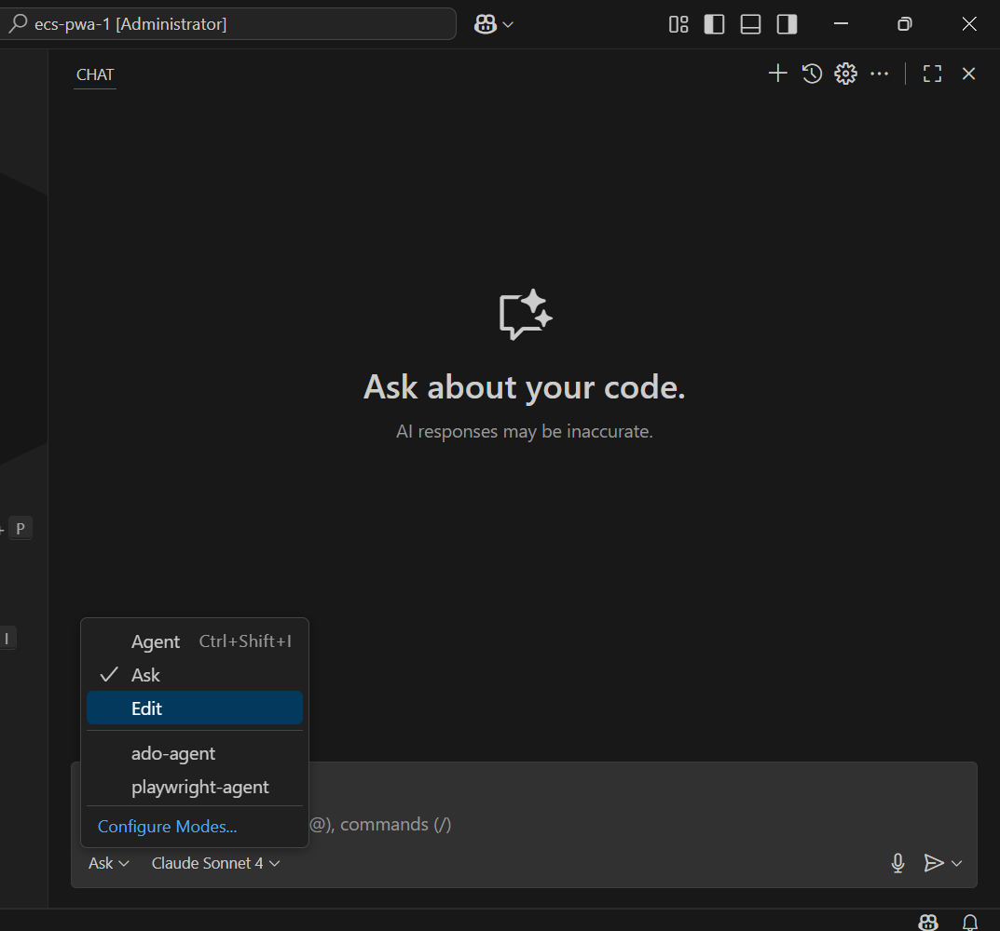 ecs-pwa-1 [Administrator]
CHAT
Ask about your code.
AI responses may be inaccurate.
+ P
I
Agent Ctrl+Shift+I
Ask
Edit
ado-agent
playwright-agent
Configure Modes...
@), commands (/)
Ask Claude Sonnet 4